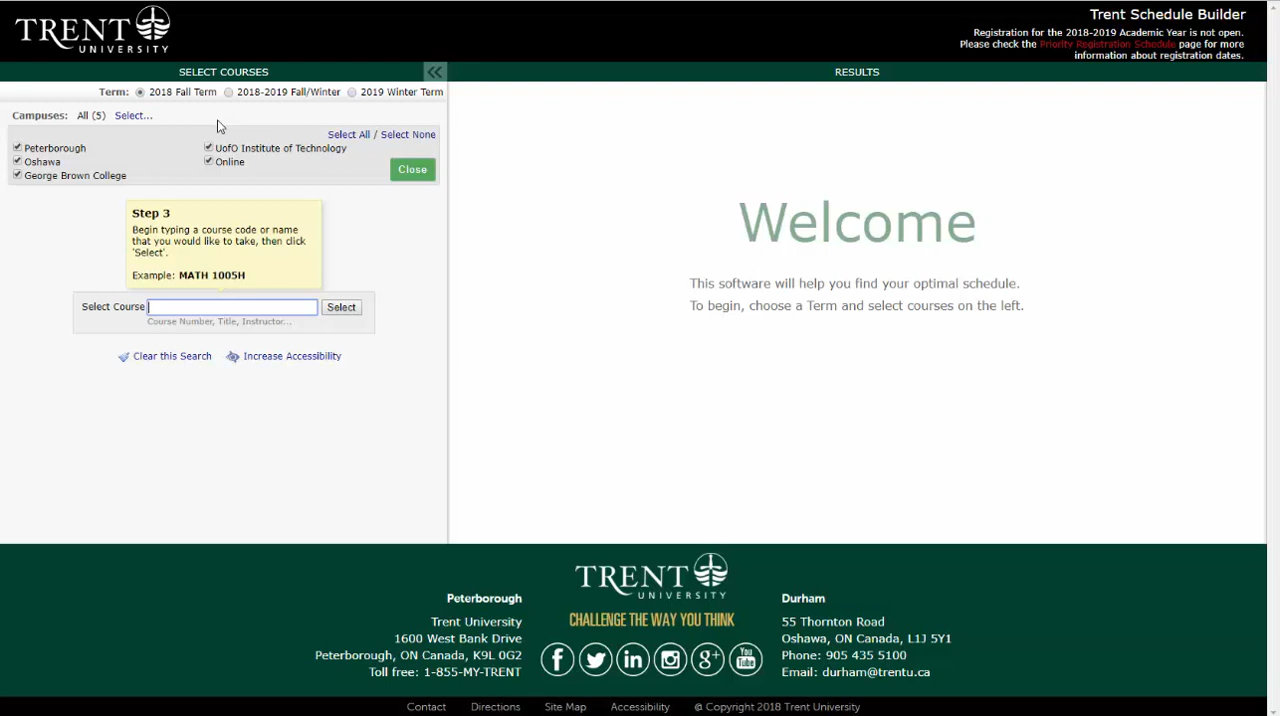 TRENT
UNIVERSITY
Trent Schedule Builder
Registration for the 2018-2019 Academic Year is not open.
Please check the Priority Registration Schedule page for more
information about registration dates.
SELECT COURSES
RESULTS
Term: 2018 Fall Term 2018-2019 Fall/Winter 2019 Winter Term
Campuses: All (5) Select...
Select All / Select None
Peterborough
UofO Institute of Technology
Oshawa
Online
George Brown College
Close
Step 3
Begin typing a course code or name
that you would like to take, then click
'Select'.
Example: MATH 1005H
Select Course
Select
Course Number, Title, Instructor...
Clear this Search
Increase Accessibility
Welcome
This software will help you find your optimal schedule.
To begin, choose a Term and select courses on the left.
Peterborough
Trent University
1600 West Bank Drive
Peterborough, ON Canada, K9L 0G2
Toll free: 1-855-MY-TRENT
TRENT
UNIVERSITY
CHALLENGE THE WAY YOU THINK
f in g+ You Tube
Durham
55 Thornton Road
Oshawa, ON Canada, L1J 5Y1
Phone: 905 435 5100
Email: durham@trentu.ca
Contact Directions Site Map Accessibility @ Copyright 2018 Trent University